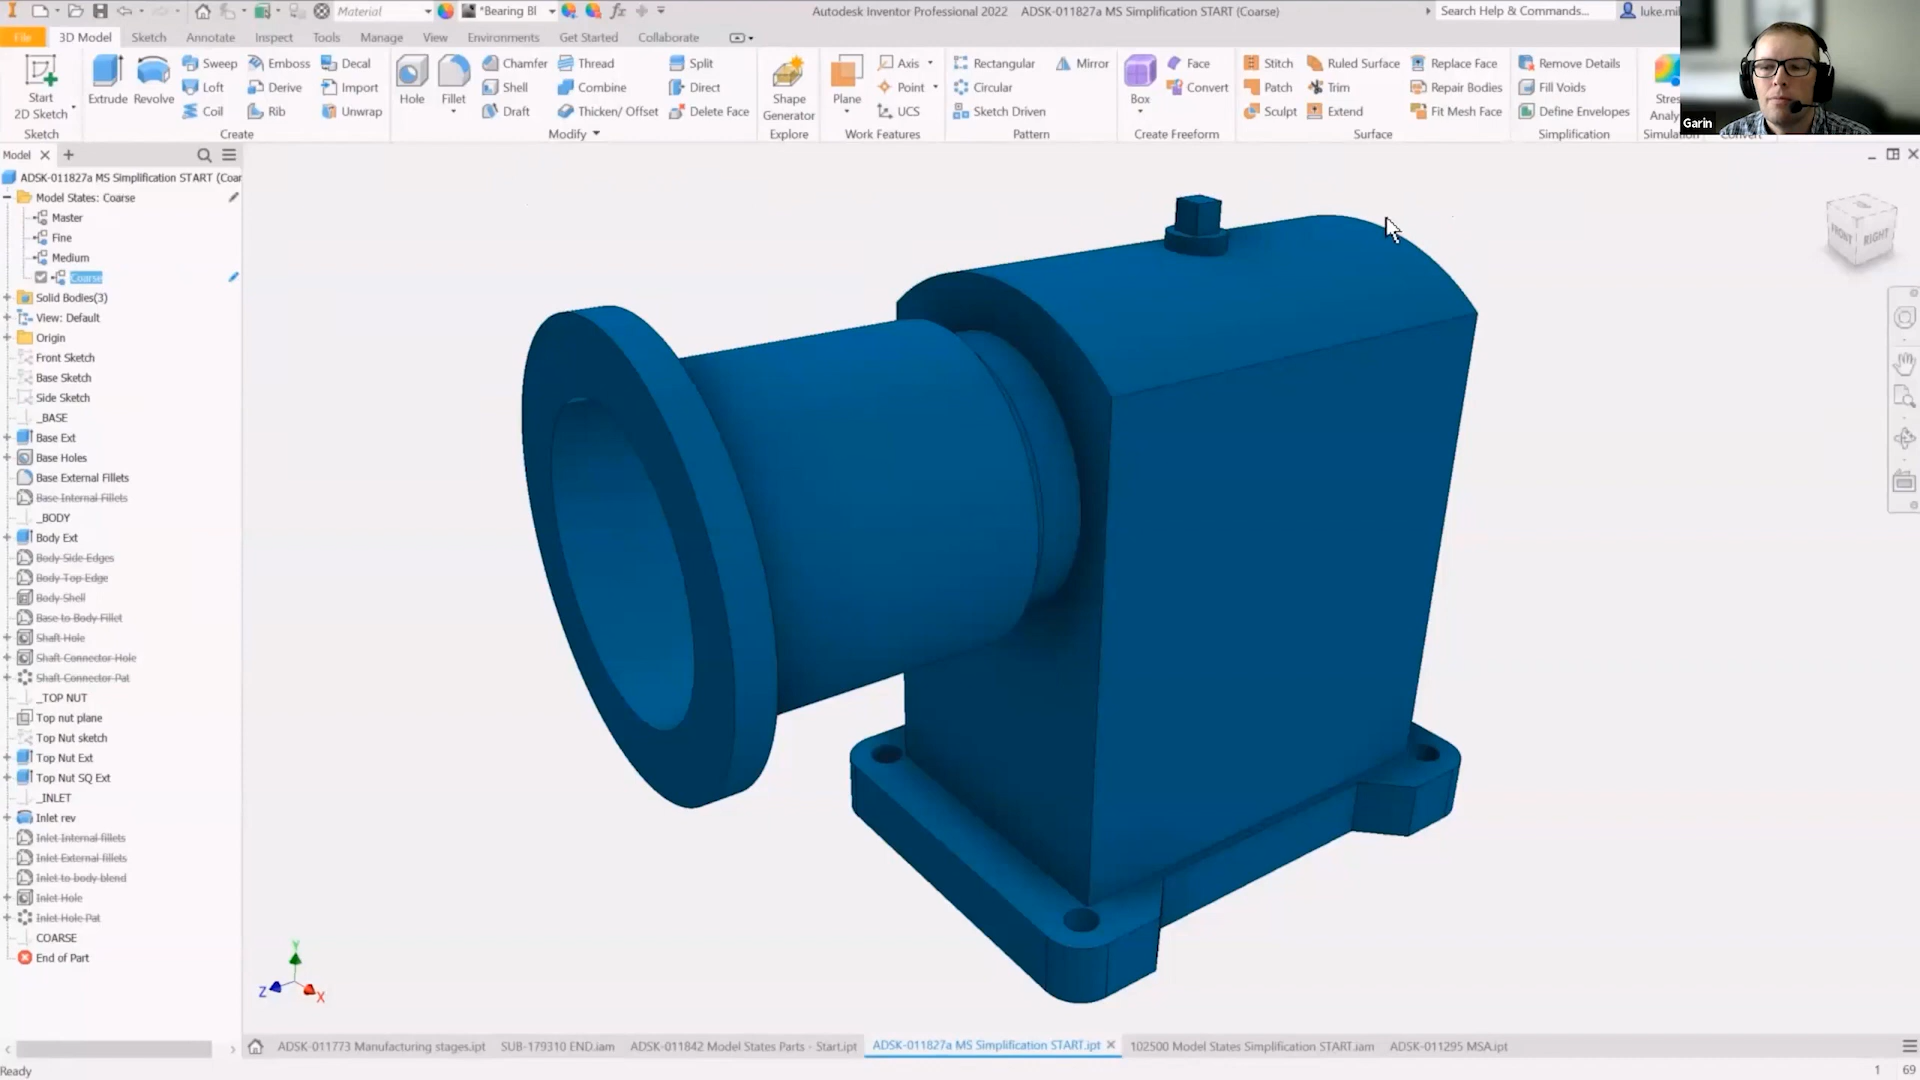 Material
*Bearing Bl
Autodesk Inventor Professional 2022 ADSK-011827a MS Simplification START (Coarse)
Search Help & Commands...
luke.mil
File 3D Model Sketch Annotate Inspect Tools Manage View Environments Get Started Collaborate
Start
2D Sketch
Sketch
Extrude
Revolve
Sweep
Loft
Coil
Emboss
Derive
Rib
Decal
Import
Unwrap
Create
Hole
Fillet
Chamfer
Shell
Draft
Thread
Combine
Thicken/ Offset
Split
Direct
Delete Face
Modify
Shape
Generator
Explore
Plane
Axis
Point
UCS
Work Features
Rectangular
Circular
Sketch Driven
Mirror
Pattern
Box
Face
Convert
Create Freeform
Stitch
Patch
Sculpt
Ruled Surface
Trim
Extend
Replace Face
Repair Bodies
Fit Mesh Face
Surface
Remove Details
Fill Voids
Define Envelopes
Simplification
Stres
Analy
Simulation
Convert
Garin
Model
ADSK-011827a MS Simplification START (Coar
Model States: Coarse
Master
Fine
Medium
Coarse
Solid Bodies(3)
View: Default
Origin
Front Sketch
Base Sketch
Side Sketch
_BASE
Base Ext
Base Holes
Base External Fillets
Base Internal Fillets
_BODY
Body Ext
Body Side Edges
Body Top Edge
Body Shell
Base to Body Fillet
Shaft Hole
Shaft Connector Hole
Shaft Connector Pat
_TOP NUT
Top nut plane
Top Nut sketch
Top Nut Ext
Top Nut SQ Ext
_INLET
Inlet rev
Inlet Internal fillets
Inlet External fillets
Inlet to body blend
Inlet Hole
Inlet Hole Pat
COARSE
End of Part
FRONT
RIGHT
Y
Z
X
ADSK-011773 Manufacturing stages.ipt
SUB-179310 END.iam
ADSK-011842 Model States Parts - Start.ipt
ADSK-011827a MS Simplification START.ipt
102500 Model States Simplification START.iam
ADSK-011295 MSA.ipt
Ready
1 69